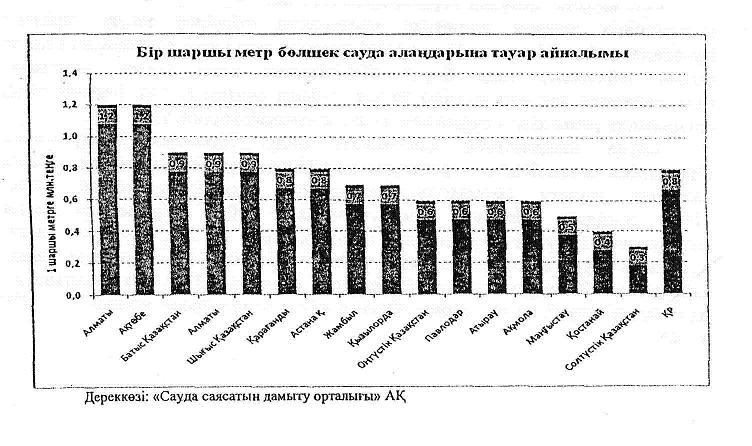 Бір шаршы метр бөлшек сауда алаңдарына тауар айналымы
1 шаршы метрге млн.теңге
1,4
1,2
1,0
0,8
0,6
0,4
0,2
0,0
1,2
1,2
0,9
0,9
0,9
0,8
0,8
0,7
0,7
0,6
0,6
0,6
0,6
0,5
0,8
Алматы
Ақтөбе
Батыс Қазақстан
Алматы
Шығыс Қазақстан
Қарағанды
Астана қ
Жамбыл
Қызылорда
Оңтүстік Қазақстан
Павлодар
Атырау
Ақмола
Маңғыстау
Қостанай
Солтүстік Қазақстан
ҚР
Дереккөзі: «Сауда саясатын дамыту орталығы» АҚ